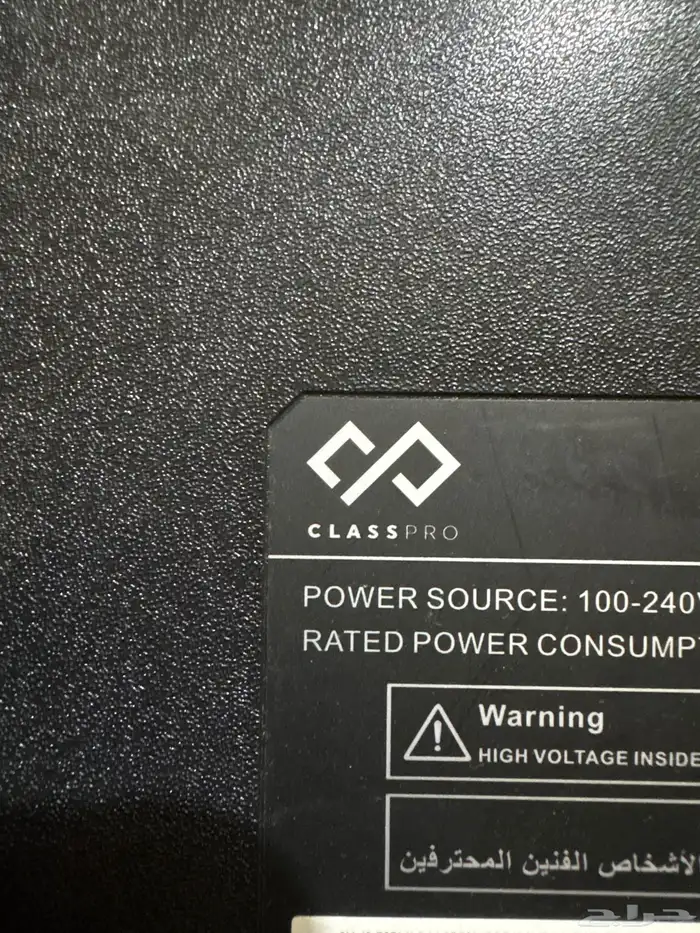 CLASSPRO
POWER SOURCE: 100-240V
RATED POWER CONSUMP
Warning
HIGH VOLTAGE INSIDE
الأشخاص الفنين المحترفين
حراج